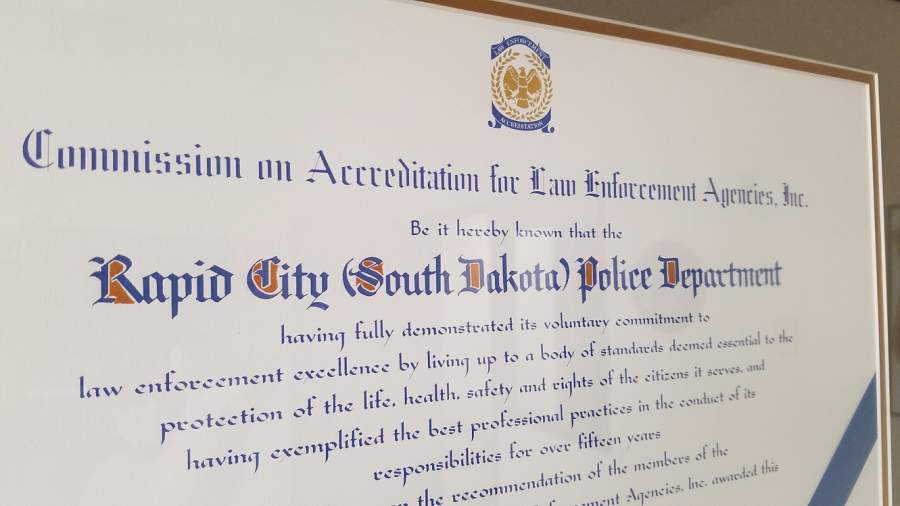 LAW ENFORCEMENT
ACCREDITATION
Commission on Accreditation for Law Enforcement Agencies, Inc.
Be it hereby known that the
Rapid City (South Dakota) Police Department
having fully demonstrated its voluntary commitment to
law enforcement excellence by living up to a body of standards deemed essential to the
protection of the life, health, safety and rights of the citizens it serves, and
having exemplified the best professional practices in the conduct of its
responsibilities for over fifteen years
the recommendation of the members of the
Agencies, Inc. awarded this